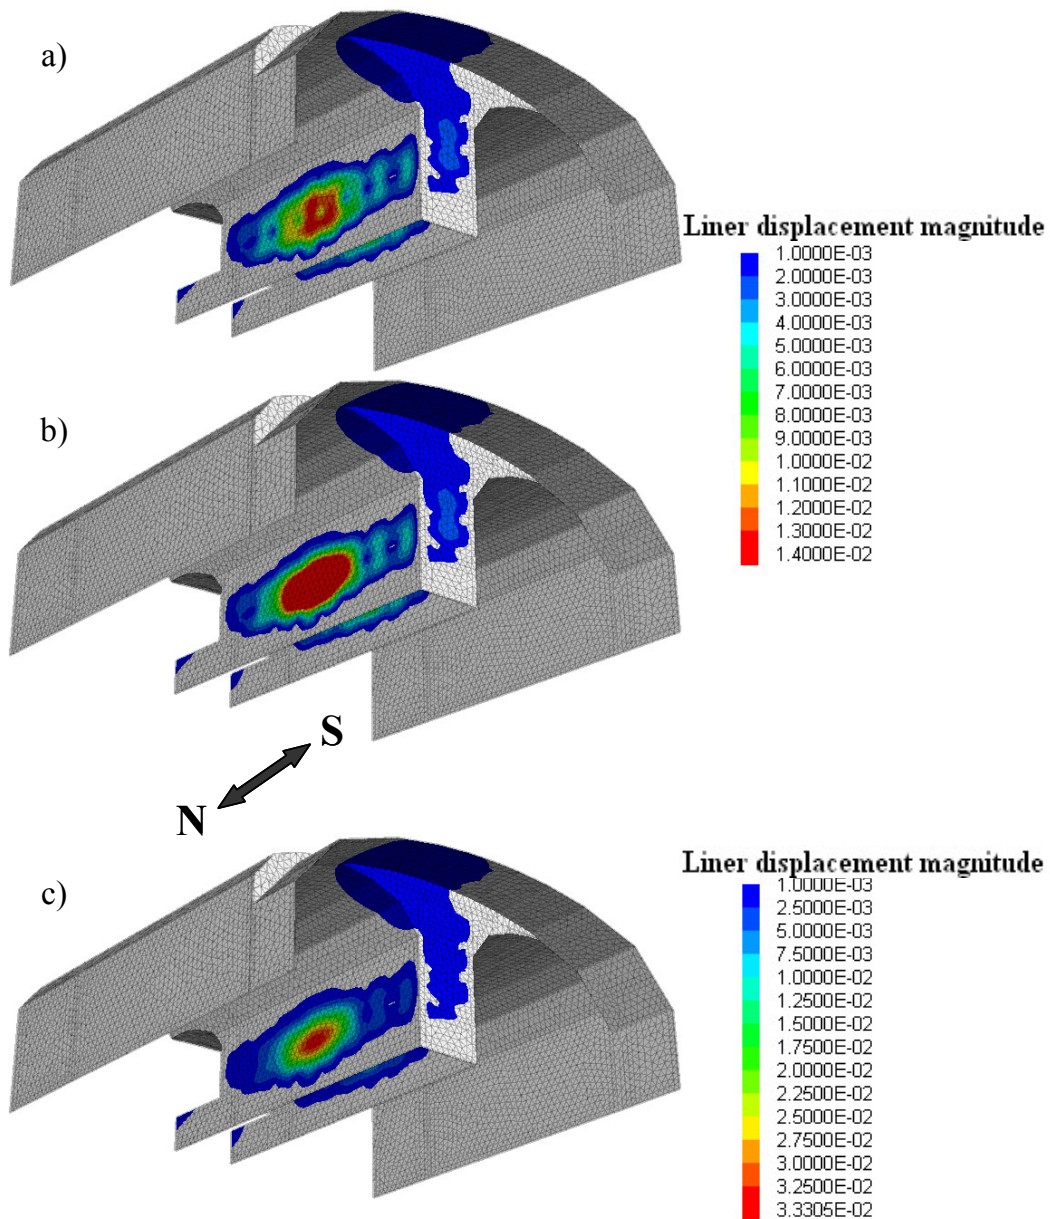 a)
Liner displacement magnitude
1.0000E-03
2.0000E-03
3.0000E-03
4.0000E-03
5.0000E-03
6.0000E-03
7.0000E-03
8.0000E-03
9.0000E-03
1.0000E-02
1.1000E-02
1.2000E-02
1.3000E-02
1.4000E-02
b)
S
N
c)
Liner displacement magnitude
1.0000E-03
2.5000E-03
5.0000E-03
7.5000E-03
1.0000E-02
1.2500E-02
1.5000E-02
1.7500E-02
2.0000E-02
2.2500E-02
2.5000E-02
2.7500E-02
3.0000E-02
3.2500E-02
3.3305E-02